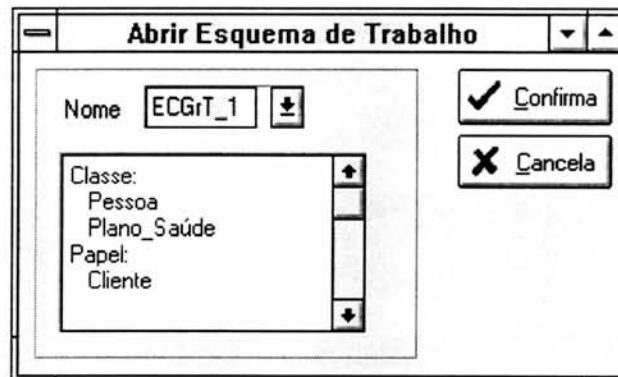 Abrir Esquema de Trabalho
Nome ECGrT_1
Confirma
Cancela
Classe:
Pessoa
Plano_Saúde
Papel:
Cliente